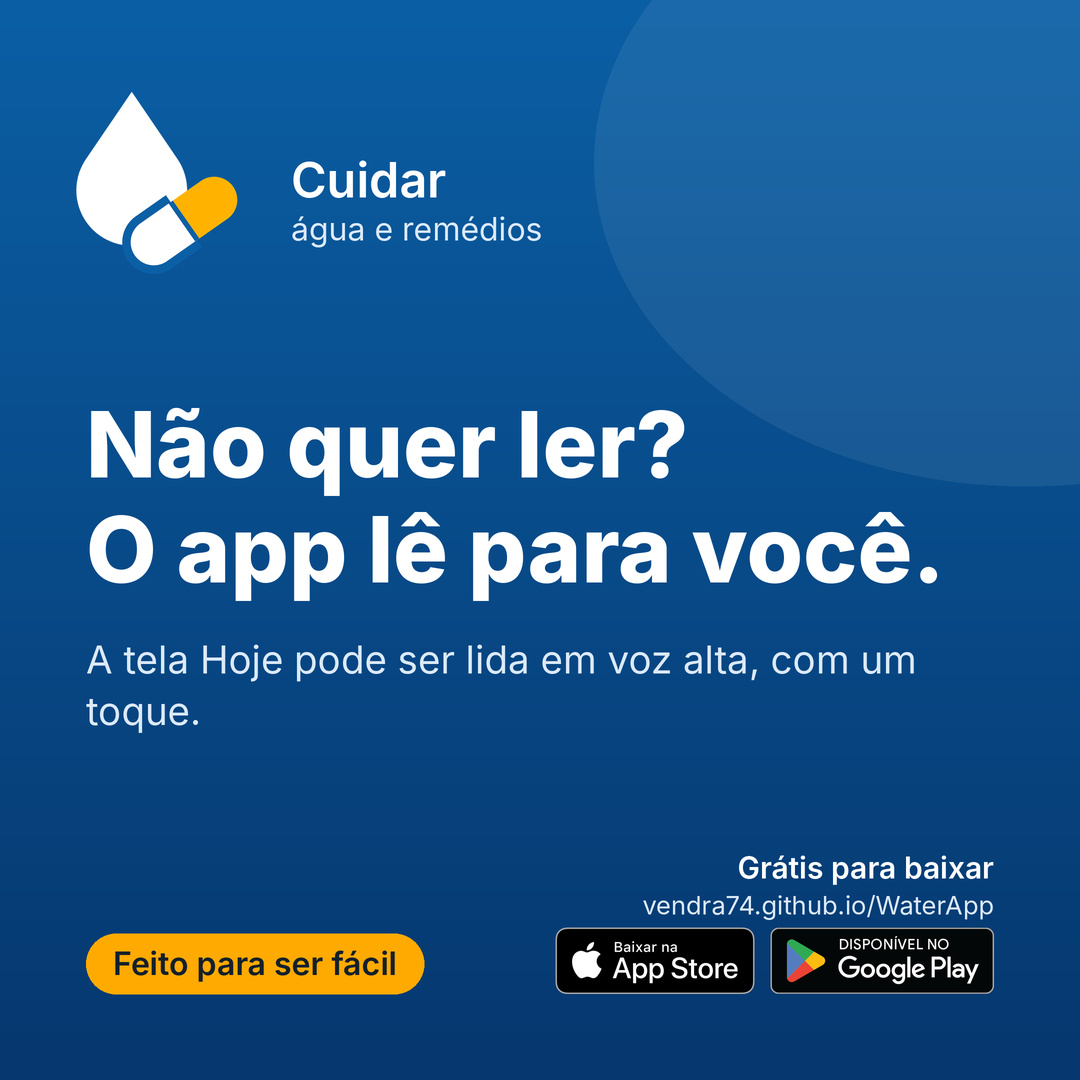 Cuidar
água e remédios
Não quer ler?
O app lê para você.
A tela Hoje pode ser lida em voz alta, com um
toque.
Grátis para baixar
vendra74.github.io/WaterApp
Feito para ser fácil
Baixar na
App Store
DISPONÍVEL NO
Google Play